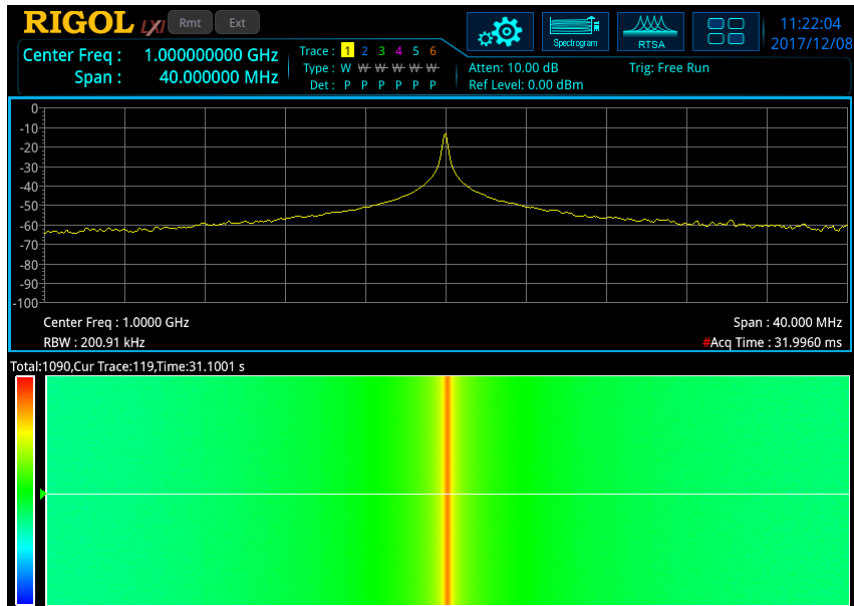 RIGOL LXI Rmt Ext
11:22:04
Spectrogram RTSA
2017/12/08
Center Freq : 1.000000000 GHz
Span : 40.000000 MHz
Trace : 1 2 3 4 5 6
Type : W W W W W W
Det : P P P P P P
Atten: 10.00 dB Trig: Free Run
Ref Level: 0.00 dBm
0
-10
-20
-30
-40
-50
-60
-70
-80
-90
-100
Center Freq : 1.0000 GHz Span : 40.000 MHz
RBW : 200.91 kHz #Acq Time : 31.9960 ms
Total:1090,Cur Trace:119,Time:31.1001 s